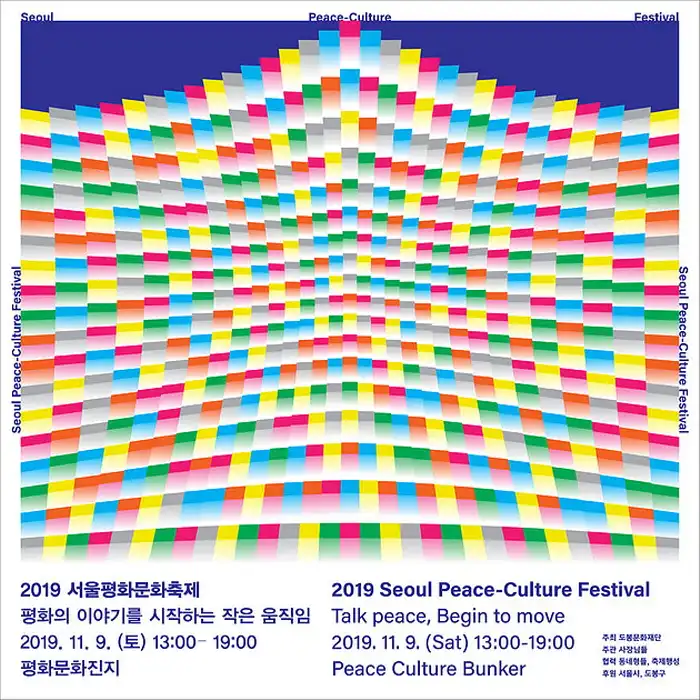 Seoul Peace-Culture Festival
Seoul Peace-Culture Festival
Seoul Peace-Culture Festival
2019 서울평화문화축제
평화의 이야기를 시작하는 작은 움직임
2019. 11. 9. (토) 13:00– 19:00
평화문화진지
2019 Seoul Peace-Culture Festival
Talk peace, Begin to move
2019. 11. 9. (Sat) 13:00-19:00
Peace Culture Bunker
주최 도봉문화재단
주관 사장님들
협력 동네형들, 축제행성
후원 서울시, 도봉구